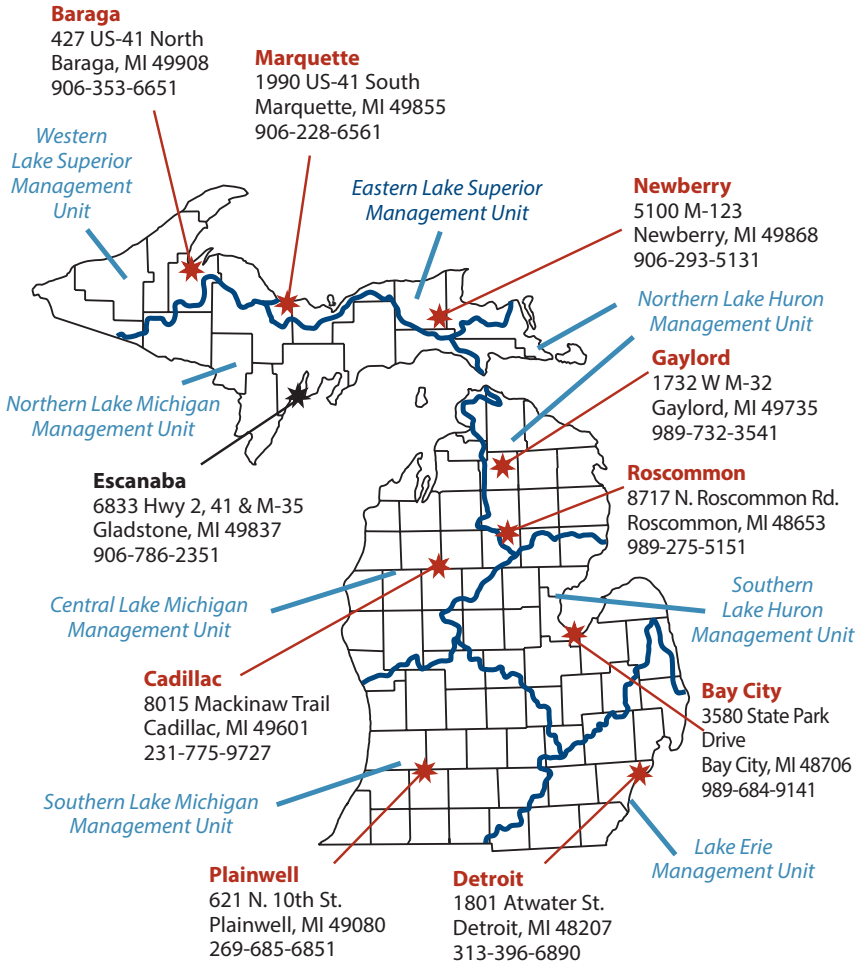 Baraga
427 US-41 North
Baraga, MI 49908
906-353-6651
Marquette
1990 US-41 South
Marquette, MI 49855
906-228-6561
Western
Lake Superior
Management
Unit
Eastern Lake Superior
Management Unit
Newberry
5100 M-123
Newberry, MI 49868
906-293-5131
Northern Lake Huron
Management Unit
Gaylord
1732 W M-32
Gaylord, MI 49735
989-732-3541
Northern Lake Michigan
Management Unit
Escanaba
6833 Hwy 2, 41 & M-35
Gladstone, MI 49837
906-786-2351
Roscommon
8717 N. Roscommon Rd.
Roscommon, MI 48653
989-275-5151
Central Lake Michigan
Management Unit
Southern
Lake Huron
Management Unit
Cadillac
8015 Mackinaw Trail
Cadillac, MI 49601
231-775-9727
Bay City
3580 State Park
Drive
Bay City, MI 48706
989-684-9141
Southern Lake Michigan
Management Unit
Lake Erie
Management Unit
Plainwell
621 N. 10th St.
Plainwell, MI 49080
269-685-6851
Detroit
1801 Atwater St.
Detroit, MI 48207
313-396-6890